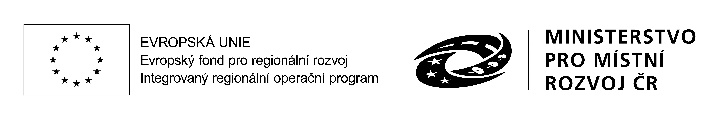 EVROPSKÁ UNIE
Evropský fond pro regionální rozvoj
Integrovaný regionální operační program
MINISTERSTVO
PRO MÍSTNÍ
ROZVOJ ČR